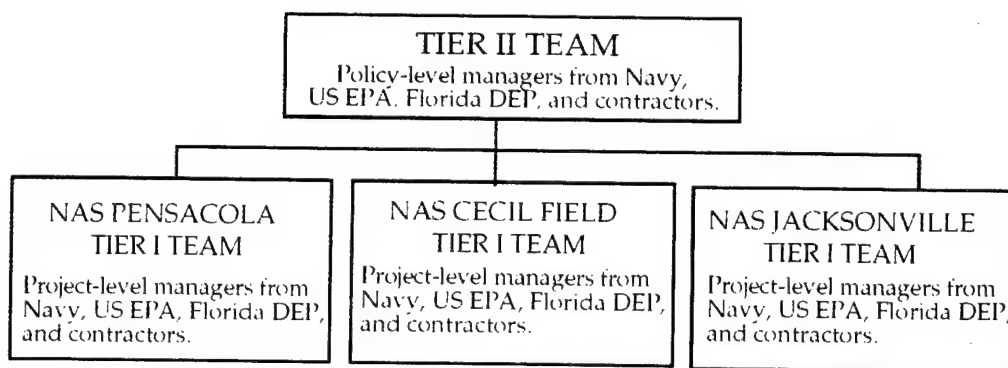 TIER II TEAM
Policy-level managers from Navy,
US EPA, Florida DEP, and contractors.
NAS PENSACOLA
TIER I TEAM
Project-level managers from
Navy, US EPA, Florida DEP,
and contractors.
NAS CECIL FIELD
TIER I TEAM
Project-level managers from
Navy, US EPA, Florida DEP,
and contractors.
NAS JACKSONVILLE
TIER I TEAM
Project-level managers from
Navy, US EPA, Florida DEP,
and contractors.